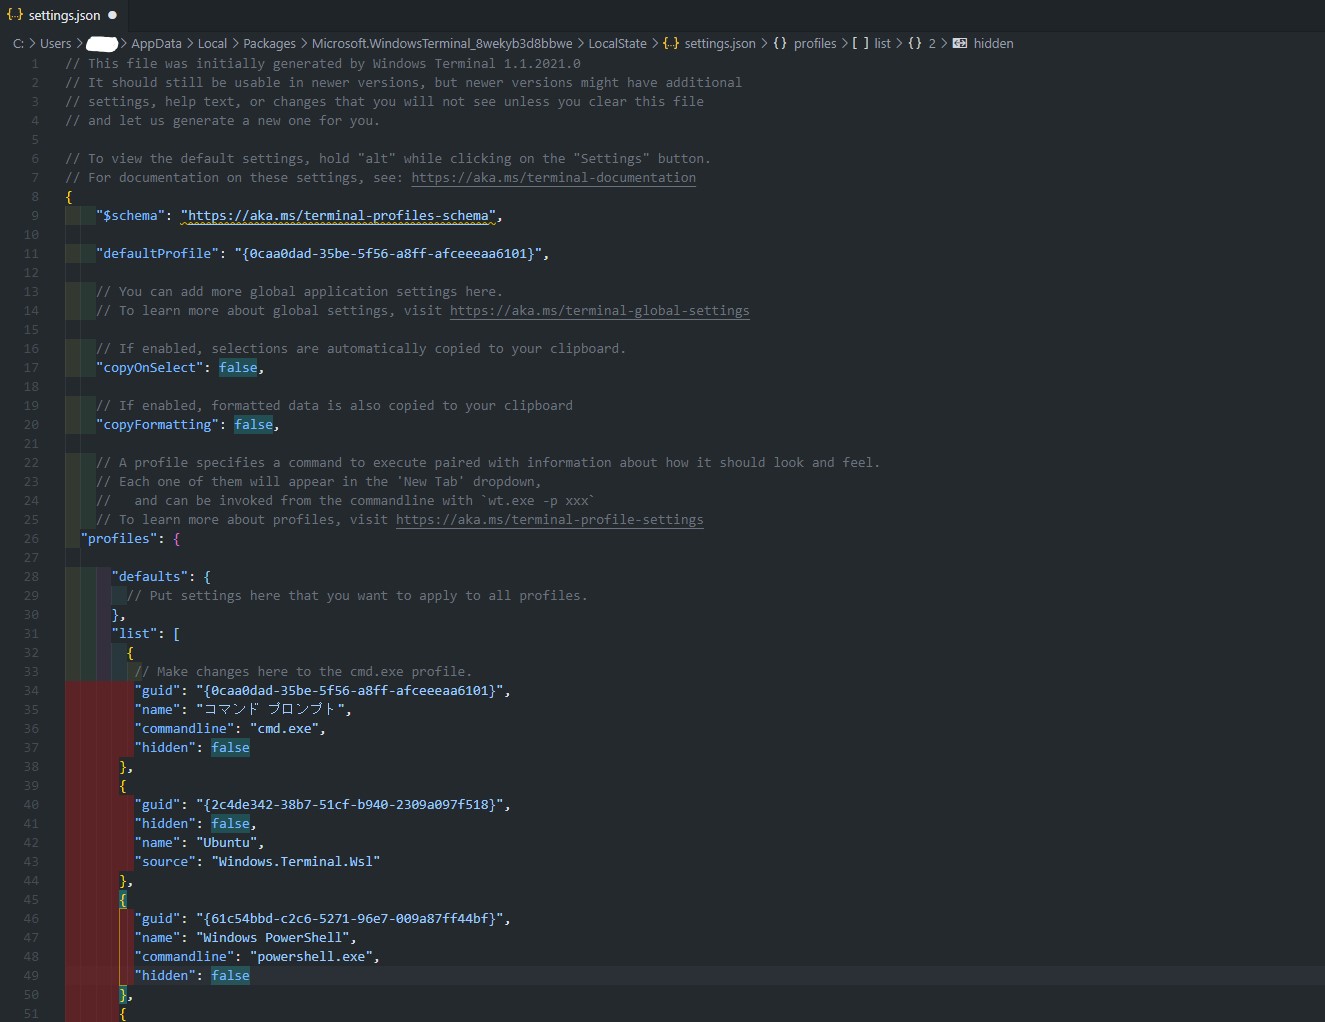 {..} settings.json ●
C: > Users > > AppData > Local > Packages > Microsoft.WindowsTerminal_8wekyb3d8bbwe > LocalState > {..} settings.json > {} profiles > [ ] list > {} 2 > hidden
1 // This file was initially generated by Windows Terminal 1.1.2021.0
2 // It should still be usable in newer versions, but newer versions might have additional
3 // settings, help text, or changes that you will not see unless you clear this file
4 // and let us generate a new one for you.
5
6 // To view the default settings, hold "alt" while clicking on the "Settings" button.
7 // For documentation on these settings, see: https://aka.ms/terminal-documentation
8 {
9 "$schema": "https://aka.ms/terminal-profiles-schema",
10
11 "defaultProfile": "{0caa0dad-35be-5f56-a8ff-afceeeaa6101}",
12
13 // You can add more global application settings here.
14 // To learn more about global settings, visit https://aka.ms/terminal-global-settings
15
16 // If enabled, selections are automatically copied to your clipboard.
17 "copyOnSelect": false,
18
19 // If enabled, formatted data is also copied to your clipboard
20 "copyFormatting": false,
21
22 // A profile specifies a command to execute paired with information about how it should look and feel.
23 // Each one of them will appear in the 'New Tab' dropdown,
24 //   and can be invoked from the commandline with `wt.exe -p xxx`
25 // To learn more about profiles, visit https://aka.ms/terminal-profile-settings
26 "profiles": {
27
28 "defaults": {
29 // Put settings here that you want to apply to all profiles.
30 },
31 "list": [
32 {
33 // Make changes here to the cmd.exe profile.
34 "guid": "{0caa0dad-35be-5f56-a8ff-afceeeaa6101}",
35 "name": "コマンド プロンプト",
36 "commandline": "cmd.exe",
37 "hidden": false
38 },
39 {
40 "guid": "{2c4de342-38b7-51cf-b940-2309a097f518}",
41 "hidden": false,
42 "name": "Ubuntu",
43 "source": "Windows.Terminal.Wsl"
44 },
45 {
46 "guid": "{61c54bbd-c2c6-5271-96e7-009a87ff44bf}",
47 "name": "Windows PowerShell",
48 "commandline": "powershell.exe",
49 "hidden": false
50 },
51 {